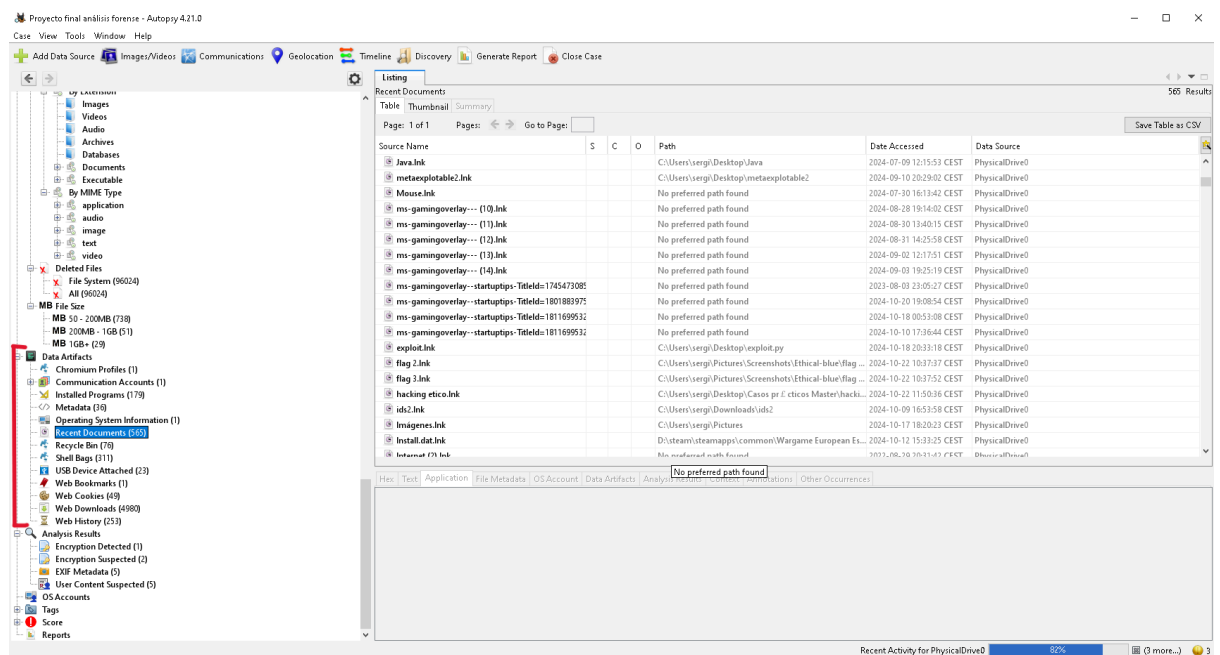 Proyecto final análisis forense - Autopsy 4.21.0
Case View Tools Window Help
Add Data Source Images/Videos Communications Geolocation Timeline Discovery Generate Report Close Case
By Extension
Images
Videos
Audio
Archives
Databases
Documents
Executable
By MIME Type
application
audio
image
text
video
Deleted Files
File System (96024)
All (96024)
MB File Size
MB 50 - 200MB (738)
MB 200MB - 1GB (51)
MB 1GB+ (29)
Data Artifacts
Chromium Profiles (1)
Communication Accounts (1)
Installed Programs (179)
Metadata (36)
Operating System Information (1)
Recent Documents (565)
Recycle Bin (76)
Shell Bags (311)
USB Device Attached (23)
Web Bookmarks (1)
Web Cookies (49)
Web Downloads (4980)
Web History (253)
Analysis Results
Encryption Detected (1)
Encryption Suspected (2)
EXIF Metadata (5)
User Content Suspected (5)
OS Accounts
Tags
Score
Reports
Listing
Recent Documents 565 Results
Table Thumbnail Summary
Page: 1 of 1 Pages: Go to Page: Save Table as CSV
Source Name S C O Path Date Accessed Data Source
Java.lnk C:\Users\sergi\Desktop\Java 2024-07-09 12:15:53 CEST PhysicalDrive0
metaexplotable2.lnk C:\Users\sergi\Desktop\metaexplotable2 2024-09-10 20:29:02 CEST PhysicalDrive0
Mouse.lnk No preferred path found 2024-07-30 16:13:42 CEST PhysicalDrive0
ms-gamingoverlay--- (10).lnk No preferred path found 2024-08-28 19:14:02 CEST PhysicalDrive0
ms-gamingoverlay--- (11).lnk No preferred path found 2024-08-30 13:40:15 CEST PhysicalDrive0
ms-gamingoverlay--- (12).lnk No preferred path found 2024-08-31 14:25:58 CEST PhysicalDrive0
ms-gamingoverlay--- (13).lnk No preferred path found 2024-09-02 12:17:51 CEST PhysicalDrive0
ms-gamingoverlay--- (14).lnk No preferred path found 2024-09-03 19:25:19 CEST PhysicalDrive0
ms-gamingoverlay--startuptips-TitleId=1745473085 No preferred path found 2023-08-03 23:05:27 CEST PhysicalDrive0
ms-gamingoverlay--startuptips-TitleId=1801883975 No preferred path found 2024-10-20 19:08:54 CEST PhysicalDrive0
ms-gamingoverlay--startuptips-TitleId=1811699532 No preferred path found 2024-10-18 00:53:08 CEST PhysicalDrive0
ms-gamingoverlay--startuptips-TitleId=1811699532 No preferred path found 2024-10-10 17:36:44 CEST PhysicalDrive0
exploit.lnk C:\Users\sergi\Desktop\exploit.py 2024-10-18 20:33:18 CEST PhysicalDrive0
flag 2.lnk C:\Users\sergi\Pictures\Screenshots\Ethical-blue\flag ... 2024-10-22 10:37:37 CEST PhysicalDrive0
flag 3.lnk C:\Users\sergi\Pictures\Screenshots\Ethical-blue\flag ... 2024-10-22 10:37:52 CEST PhysicalDrive0
hacking etico.lnk C:\Users\sergi\Desktop\Casos pr £ cticos Master\hacki... 2024-10-22 11:50:36 CEST PhysicalDrive0
ids2.lnk C:\Users\sergi\Downloads\ids2 2024-10-09 16:53:58 CEST PhysicalDrive0
Imágenes.lnk C:\Users\sergi\Pictures 2024-10-17 18:20:23 CEST PhysicalDrive0
Install.dat.lnk D:\steam\steamapps\common\Wargame European Es... 2024-10-12 15:33:25 CEST PhysicalDrive0
Internet (2).lnk No preferred path found 2022-08-29 20:31:42 CEST PhysicalDrive0
No preferred path found
Hex Text Application File Metadata OS Account Data Artifacts Analysis Results Context Annotations Other Occurrences
Recent Activity for PhysicalDrive0 82% (3 more...) 3